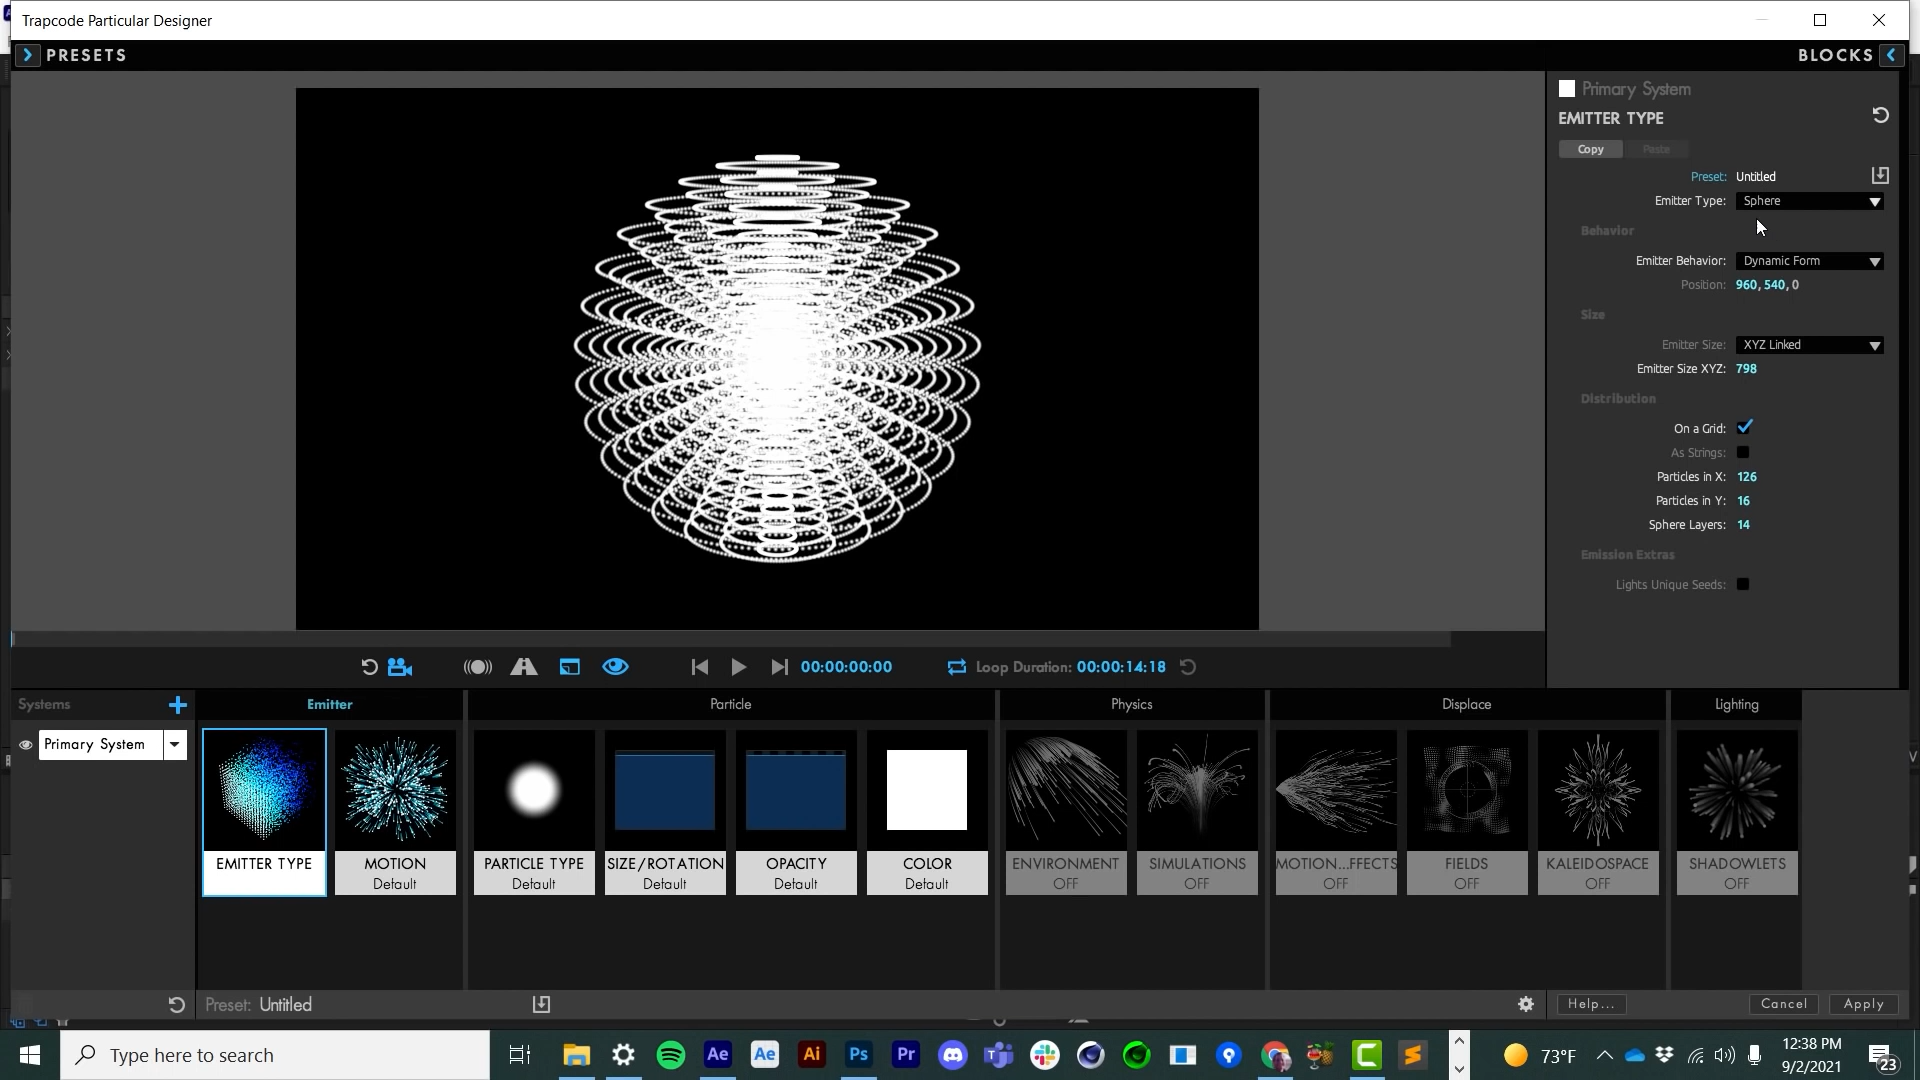 Trapcode Particular Designer
PRESETS
BLOCKS
Primary System
EMITTER TYPE
Copy
Paste
Preset: Untitled
Emitter Type: Sphere
Behavior
Emitter Behavior: Dynamic Form
Position: 960, 540, 0
Size
Emitter Size: XYZ Linked
Emitter Size XYZ: 798
Distribution
On a Grid:
As Strings:
Particles in X: 126
Particles in Y: 16
Sphere Layers: 14
Emission Extras
Lights Unique Seeds:
00:00:00:00
Loop Duration: 00:00:14:18
Systems
Emitter
Particle
Physics
Displace
Lighting
Primary System
EMITTER TYPE
MOTION
Default
PARTICLE TYPE
Default
SIZE/ROTATION
Default
OPACITY
Default
COLOR
Default
ENVIRONMENT
OFF
SIMULATIONS
OFF
MOTION...FFECTS
OFF
FIELDS
OFF
KALEIDOSPACE
OFF
SHADOWLETS
OFF
Preset: Untitled
Help...
Cancel
Apply
Type here to search
Ae
Ae
Ai
Ps
Pr
73°F
12:38 PM
9/2/2021
23